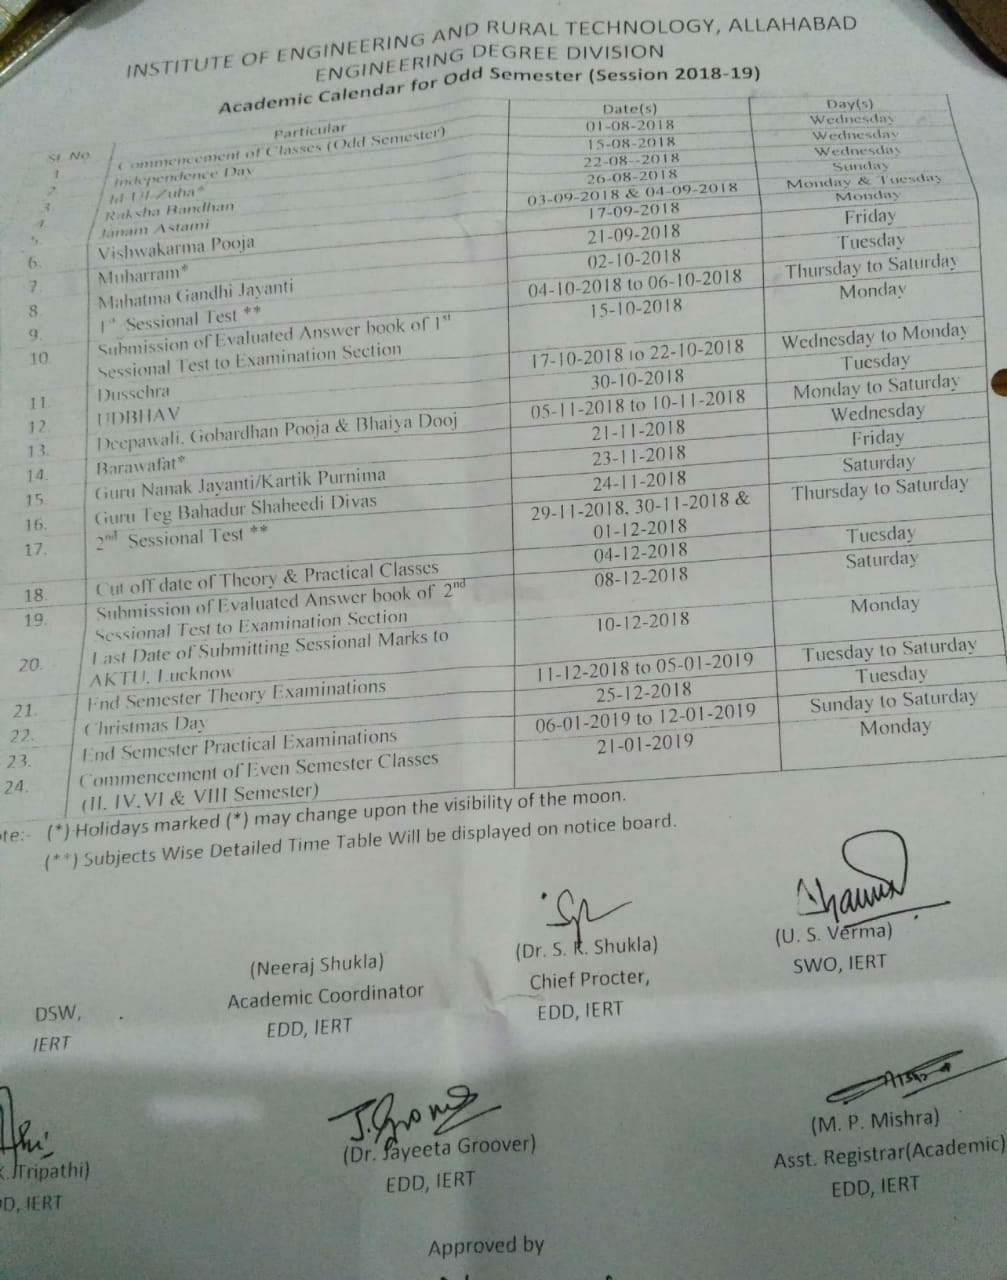 INSTITUTE OF ENGINEERING AND RURAL TECHNOLOGY, ALLAHABAD
ENGINEERING DEGREE DIVISION
Academic Calendar for Odd Semester (Session 2018-19)
Sl. No Particular Date(s) Day(s)
1 Commencement of Classes (Odd Semester) 01-08-2018 Wednesday
2 Independence Day 15-08-2018 Wednesday
3 Id-Ul-Zuha* 22-08--2018 Wednesday
4 Raksha Bandhan 26-08-2018 Sunday
5. Janam Astami 03-09-2018 & 04-09-2018 Monday & Tuesday
6. Vishwakarma Pooja 17-09-2018 Monday
7. Muharram* 21-09-2018 Friday
8. Mahatma Gandhi Jayanti 02-10-2018 Tuesday
9. 1st Sessional Test ** 04-10-2018 to 06-10-2018 Thursday to Saturday
10. Submission of Evaluated Answer book of 1st 15-10-2018 Monday
Sessional Test to Examination Section
11. Dussehra 17-10-2018 to 22-10-2018 Wednesday to Monday
12. UDBHAV 30-10-2018 Tuesday
13. Deepawali, Gobardhan Pooja & Bhaiya Dooj 05-11-2018 to 10-11-2018 Monday to Saturday
14. Barawafat* 21-11-2018 Wednesday
15. Guru Nanak Jayanti/Kartik Purnima 23-11-2018 Friday
16. Guru Teg Bahadur Shaheedi Divas 24-11-2018 Saturday
17. 2nd Sessional Test ** 29-11-2018, 30-11-2018 & Thursday to Saturday
01-12-2018
18. Cut off date of Theory & Practical Classes 04-12-2018 Tuesday
19. Submission of Evaluated Answer book of 2nd 08-12-2018 Saturday
Sessional Test to Examination Section
20. Last Date of Submitting Sessional Marks to 10-12-2018 Monday
AKTU, Lucknow
21. End Semester Theory Examinations 11-12-2018 to 05-01-2019 Tuesday to Saturday
22. Christmas Day 25-12-2018 Tuesday
23. End Semester Practical Examinations 06-01-2019 to 12-01-2019 Sunday to Saturday
24. Commencement of Even Semester Classes 21-01-2019 Monday
(II, IV,VI & VIII Semester)
ote:- (*) Holidays marked (*) may change upon the visibility of the moon.
(**) Subjects Wise Detailed Time Table Will be displayed on notice board.
(Neeraj Shukla) (Dr. S. K. Shukla) (U. S. Verma)
DSW, Academic Coordinator Chief Procter, SWO, IERT
IERT EDD, IERT EDD, IERT
K. Tripathi) (Dr. Jayeeta Groover) (M. P. Mishra)
DD, IERT EDD, IERT Asst. Registrar(Academic)
EDD, IERT
Approved by